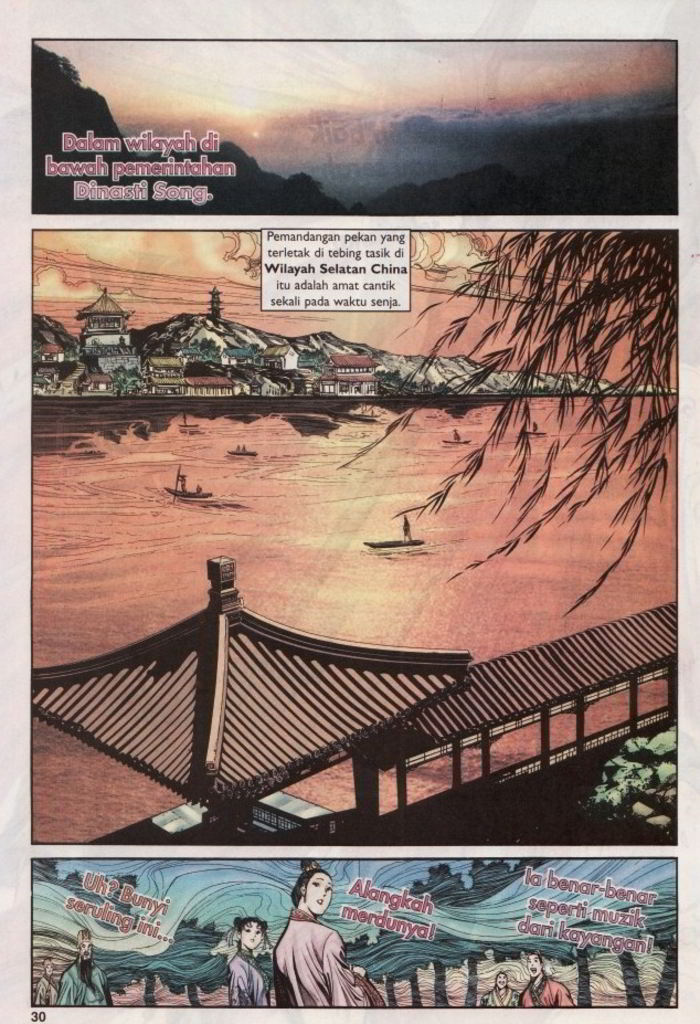 Dalam wilayah di
bawah pemerintahan
Dinasti Song.
Pemandangan pekan yang
terletak di tebing tasik di
Wilayah Selatan China
itu adalah amat cantik
sekali pada waktu senja.
Uh? Bunyi
seruling ini...
Alangkah
merdunya!
Ia benar-benar
seperti muzik
dari kayangan!
30